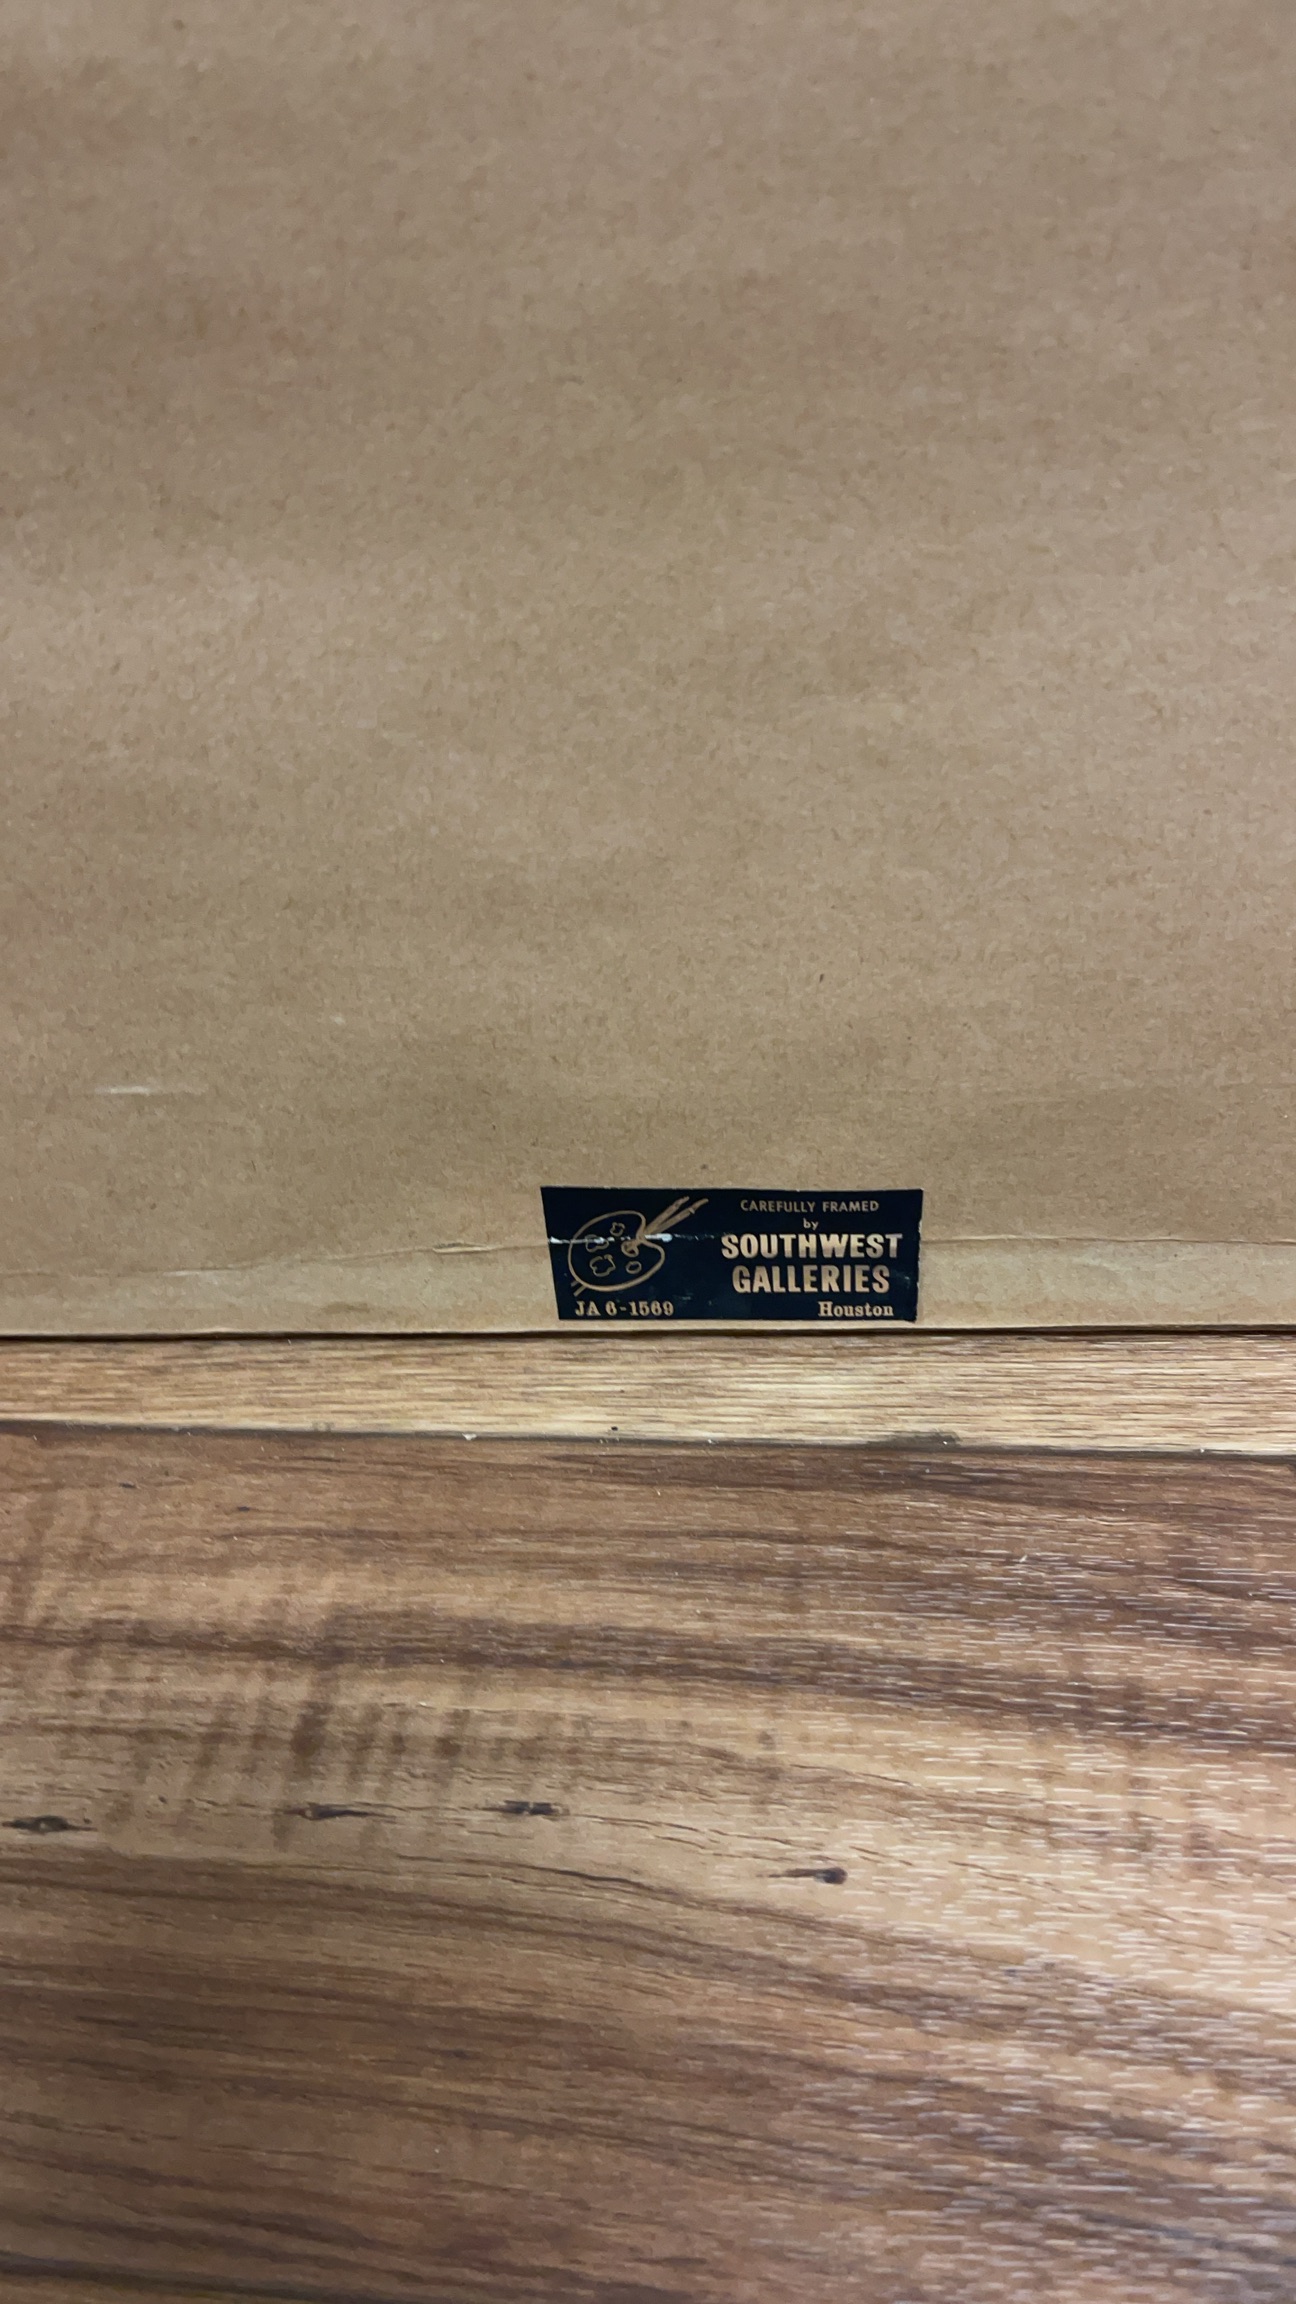 CAREFULLY FRAMED
by
SOUTHWEST
GALLERIES
JA 6-1569
Houston